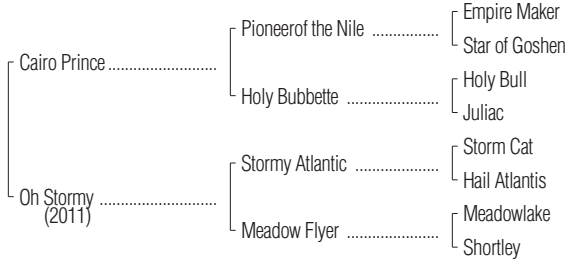 Empire Maker
Pioneerof the Nile ..................
Star of Goshen
Cairo Prince ..........................
Holy Bull
Holy Bubbette ........................
Juliac
Storm Cat
Stormy Atlantic ......................
Hail Atlantis
Oh Stormy ............................
(2011)
Meadowlake
Meadow Flyer ........................
Shortley